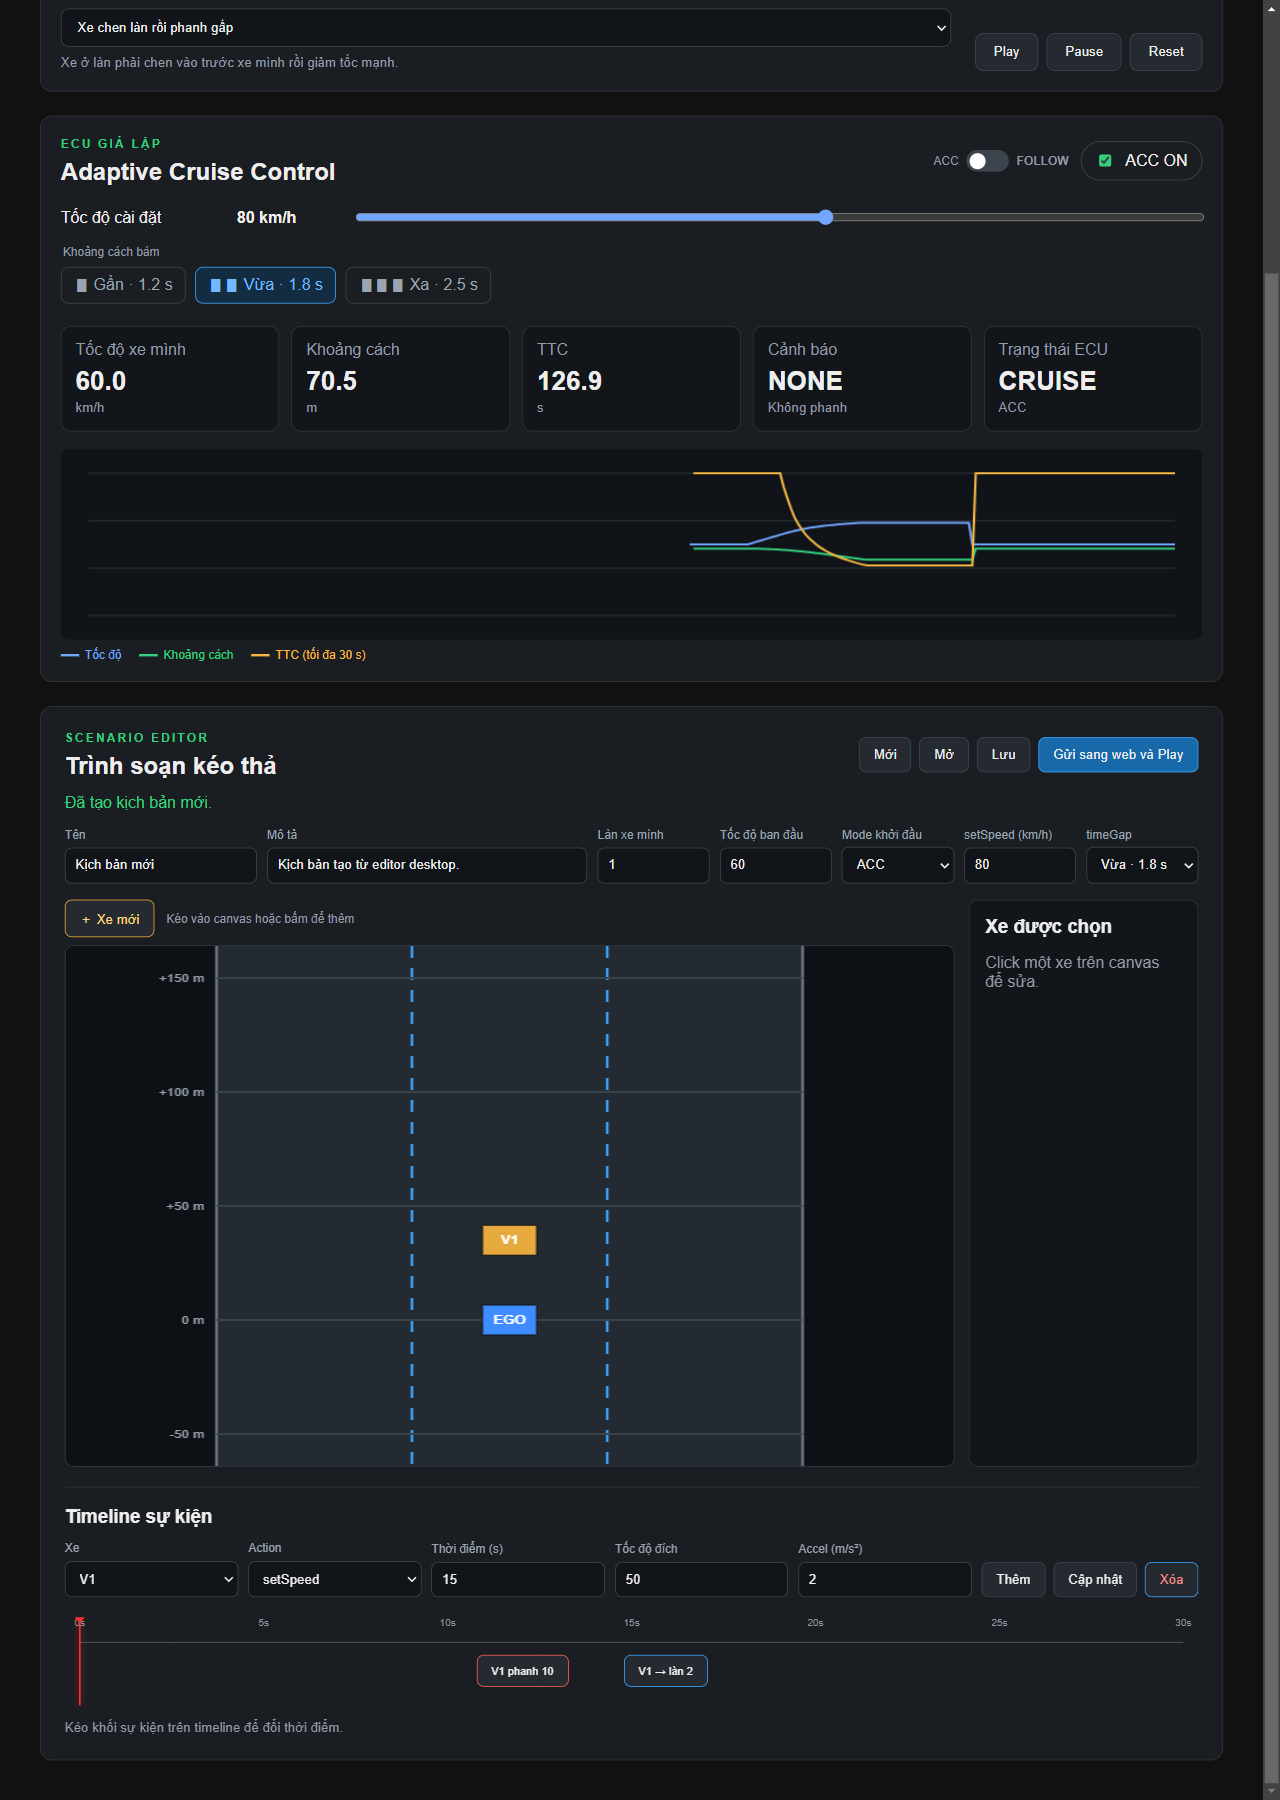 Xe chen làn rồi phanh gấp
Xe ở làn phải chen vào trước xe mình rồi giảm tốc mạnh.
Play
Pause
Reset
ECU GIẢ LẬP
Adaptive Cruise Control
ACC
FOLLOW
ACC ON
Tốc độ cài đặt
80 km/h
Khoảng cách bám
Gần · 1.2 s
Vừa · 1.8 s
Xa · 2.5 s
Tốc độ xe mình
60.0
km/h
Khoảng cách
70.5
m
TTC
126.9
s
Cảnh báo
NONE
Không phanh
Trạng thái ECU
CRUISE
ACC
Tốc độ
Khoảng cách
TTC (tối đa 30 s)
SCENARIO EDITOR
Trình soạn kéo thả
Mới
Mở
Lưu
Gửi sang web và Play
Đã tạo kịch bản mới.
Tên
Mô tả
Làn xe mình
Tốc độ ban đầu
Mode khởi đầu
setSpeed (km/h)
timeGap
Kịch bản mới
Kịch bản tạo từ editor desktop.
1
60
ACC
80
Vừa · 1.8 s
+ Xe mới
Kéo vào canvas hoặc bấm để thêm
Xe được chọn
Click một xe trên canvas
để sửa.
+150 m
+100 m
+50 m
V1
0 m
EGO
-50 m
Timeline sự kiện
Xe
Action
Thời điểm (s)
Tốc độ đích
Accel (m/s²)
V1
setSpeed
15
50
2
Thêm
Cập nhật
Xóa
0s
5s
10s
15s
20s
25s
30s
V1 phanh 10
V1 → làn 2
Kéo khối sự kiện trên timeline để đổi thời điểm.